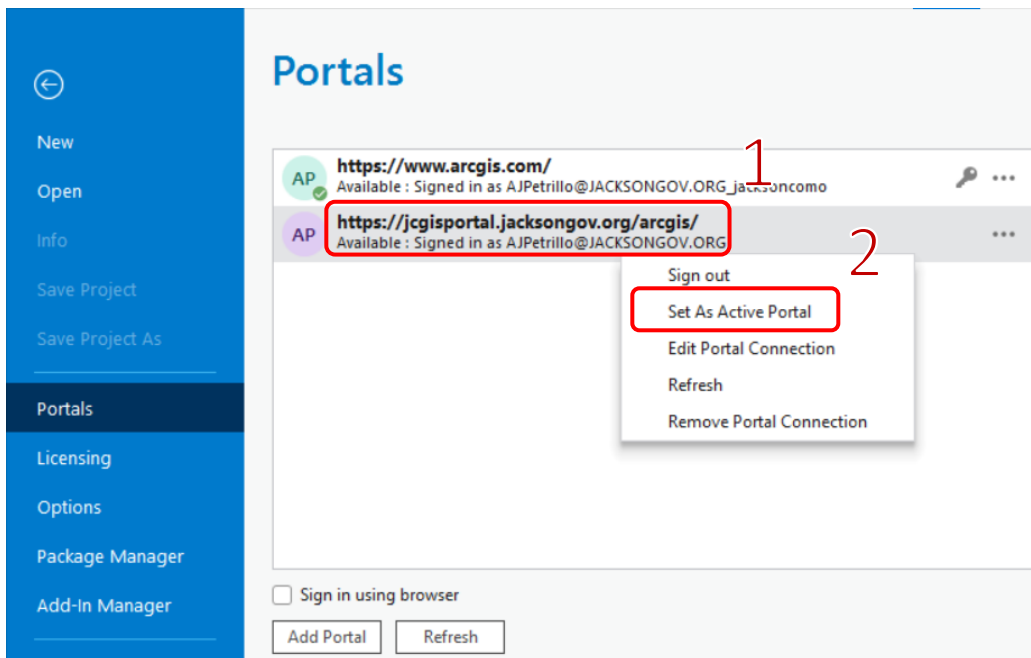 Portals
New
Open
Info
Save Project
Save Project As
Portals
Licensing
Options
Package Manager
Add-In Manager
1
AP
https://www.arcgis.com/
Available : Signed in as AJPetrillo@JACKSONGOV.ORG_jacksoncomo
AP
https://jcgisportal.jacksongov.org/arcgis/
Available : Signed in as AJPetrillo@JACKSONGOV.ORG
2
Sign out
Set As Active Portal
Edit Portal Connection
Refresh
Remove Portal Connection
Sign in using browser
Add Portal
Refresh